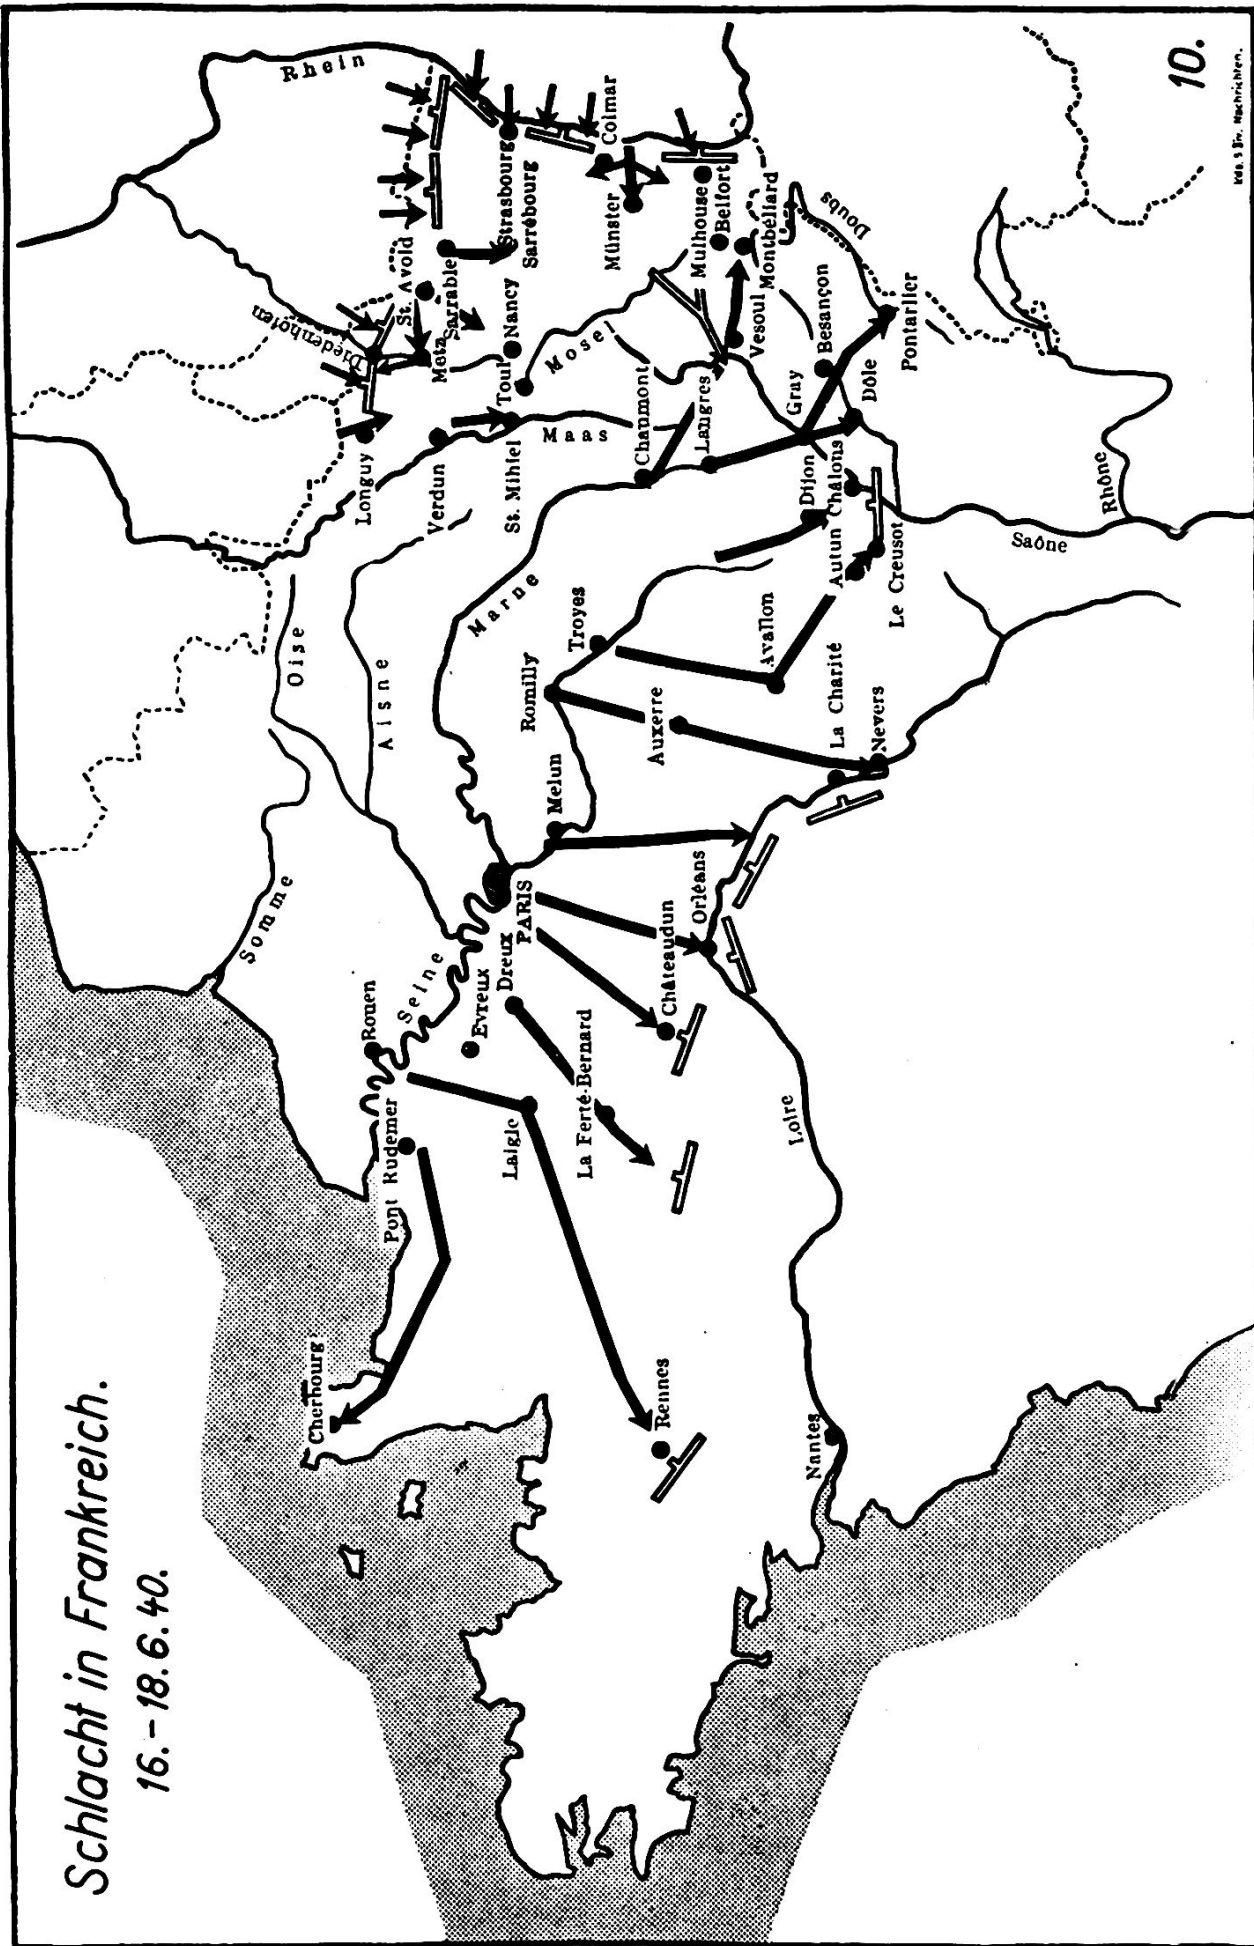 Schlacht in Frankreich.
16.–18.6.40.
Cherbourg
Pont Rudemer
Rouen
Seine
Somme
Oise
Aisne
Marne
Evreux
Dreux
PARIS
Laigle
La Ferté-Bernard
Châteaudun
Orléans
Melun
Romilly
Troyes
Auxerre
Avallon
La Charité
Nevers
Rennes
Nantes
Loire
Longuy
Verdun
St. Mihiel
Maas
Toul
Nancy
Mosel
Diedenhofen
Metz
St. Avold
Sarrable
Rhein
Strasbourg
Sarrebourg
Colmar
Münster
Mulhouse
Belfort
Montbéliard
Vesoul
Chaumont
Langres
Gray
Besançon
Doubs
Pontarlier
Dôle
Dijon
Châlons
Autun
Le Creusot
Saône
Rhône
10.